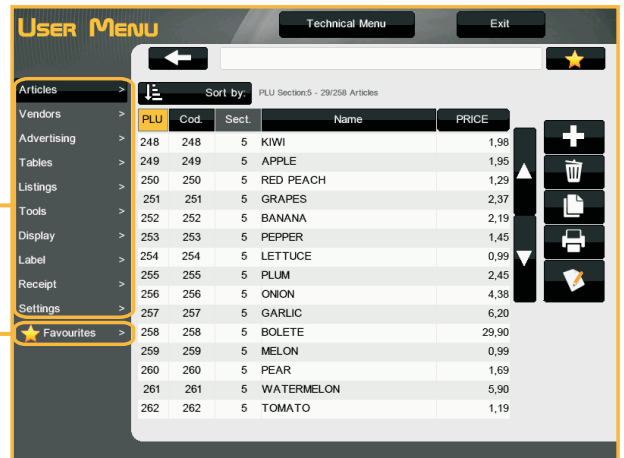 USER MENU
Technical Menu
Exit
Articles >
Vendors >
Advertising >
Tables >
Listings >
Tools >
Display >
Label >
Receipt >
Settings >
Favourites >
Sort by:
PLU Section:5 - 29/258 Articles
PLU Cod. Sect. Name PRICE
248 248 5 KIWI 1,98
249 249 5 APPLE 1,95
250 250 5 RED PEACH 1,29
251 251 5 GRAPES 2,37
252 252 5 BANANA 2,19
253 253 5 PEPPER 1,45
254 254 5 LETTUCE 0,99
255 255 5 PLUM 2,45
256 256 5 ONION 4,38
257 257 5 GARLIC 6,20
258 258 5 BOLETE 29,90
259 259 5 MELON 0,99
260 260 5 PEAR 1,69
261 261 5 WATERMELON 5,90
262 262 5 TOMATO 1,19